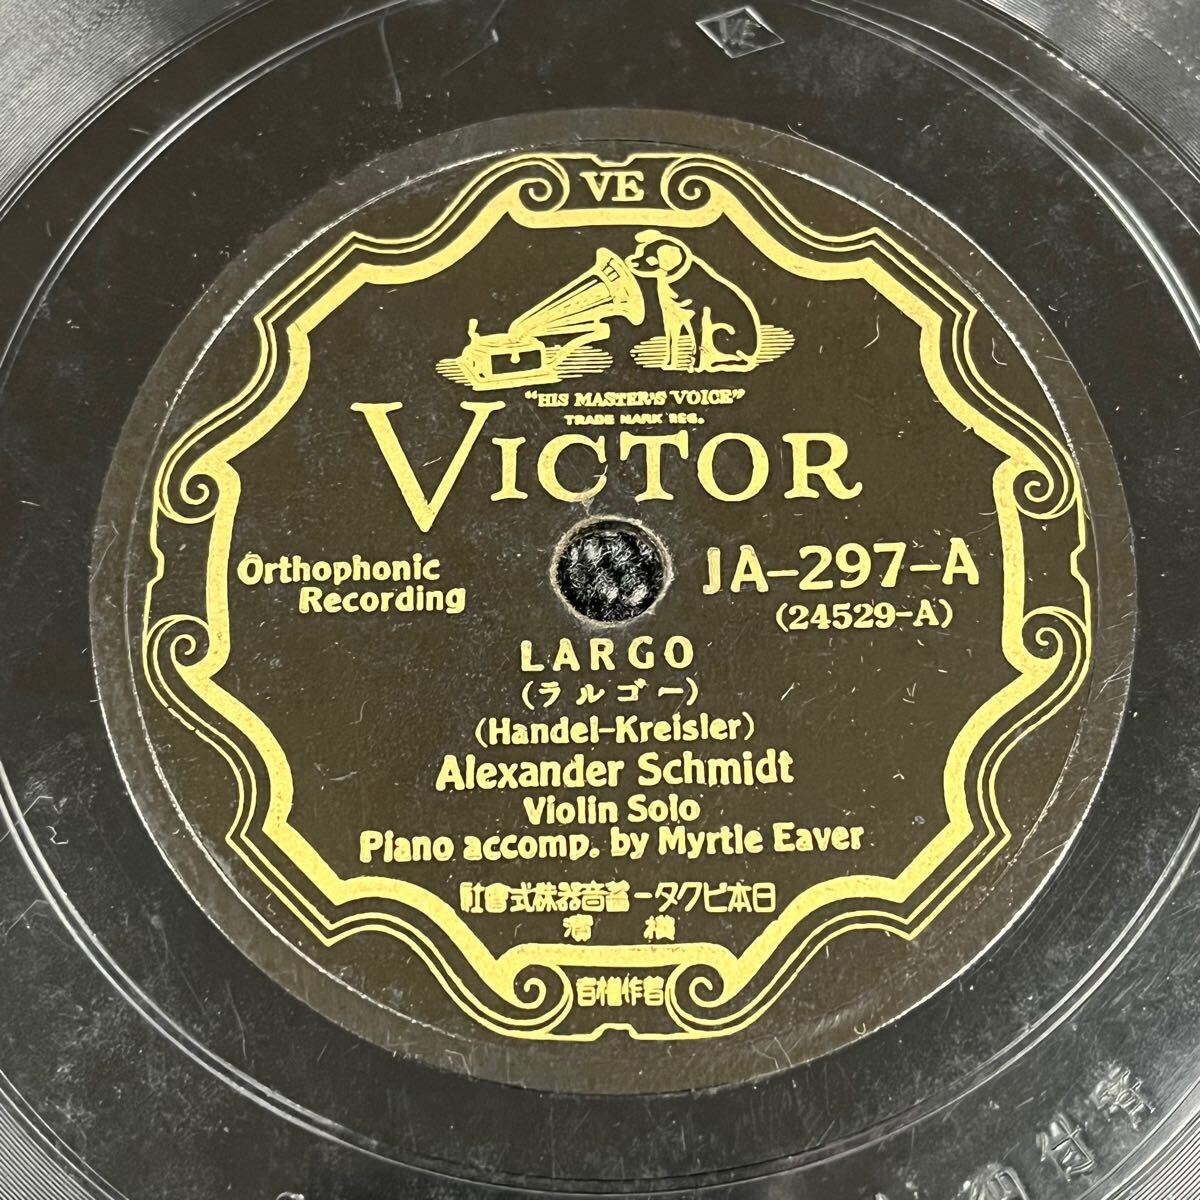 VE
VE
"HIS MASTER'S VOICE"
TRADE MARK REG.
VICTOR
Orthophonic
Recording
JA-297-A
(24529-A)
LARGO
(ラルゴー)
(Handel-Kreisler)
Alexander Schmidt
Violin Solo
Piano accomp. by Myrtle Eaver
社會式株器音蓄ータクビ本日
濱橫
有權作著